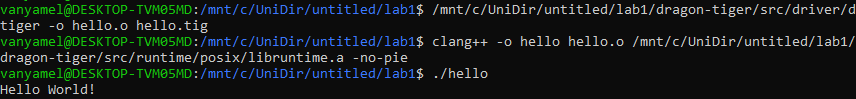 vanyamel@DESKTOP-TVM05MD:/mnt/c/UniDir/untitled/lab1$ /mnt/c/UniDir/untitled/lab1/dragon-tiger/src/driver/d
tiger -o hello.o hello.tig
vanyamel@DESKTOP-TVM05MD:/mnt/c/UniDir/untitled/lab1$ clang++ -o hello hello.o /mnt/c/UniDir/untitled/lab1/
dragon-tiger/src/runtime/posix/libruntime.a -no-pie
vanyamel@DESKTOP-TVM05MD:/mnt/c/UniDir/untitled/lab1$ ./hello
Hello World!